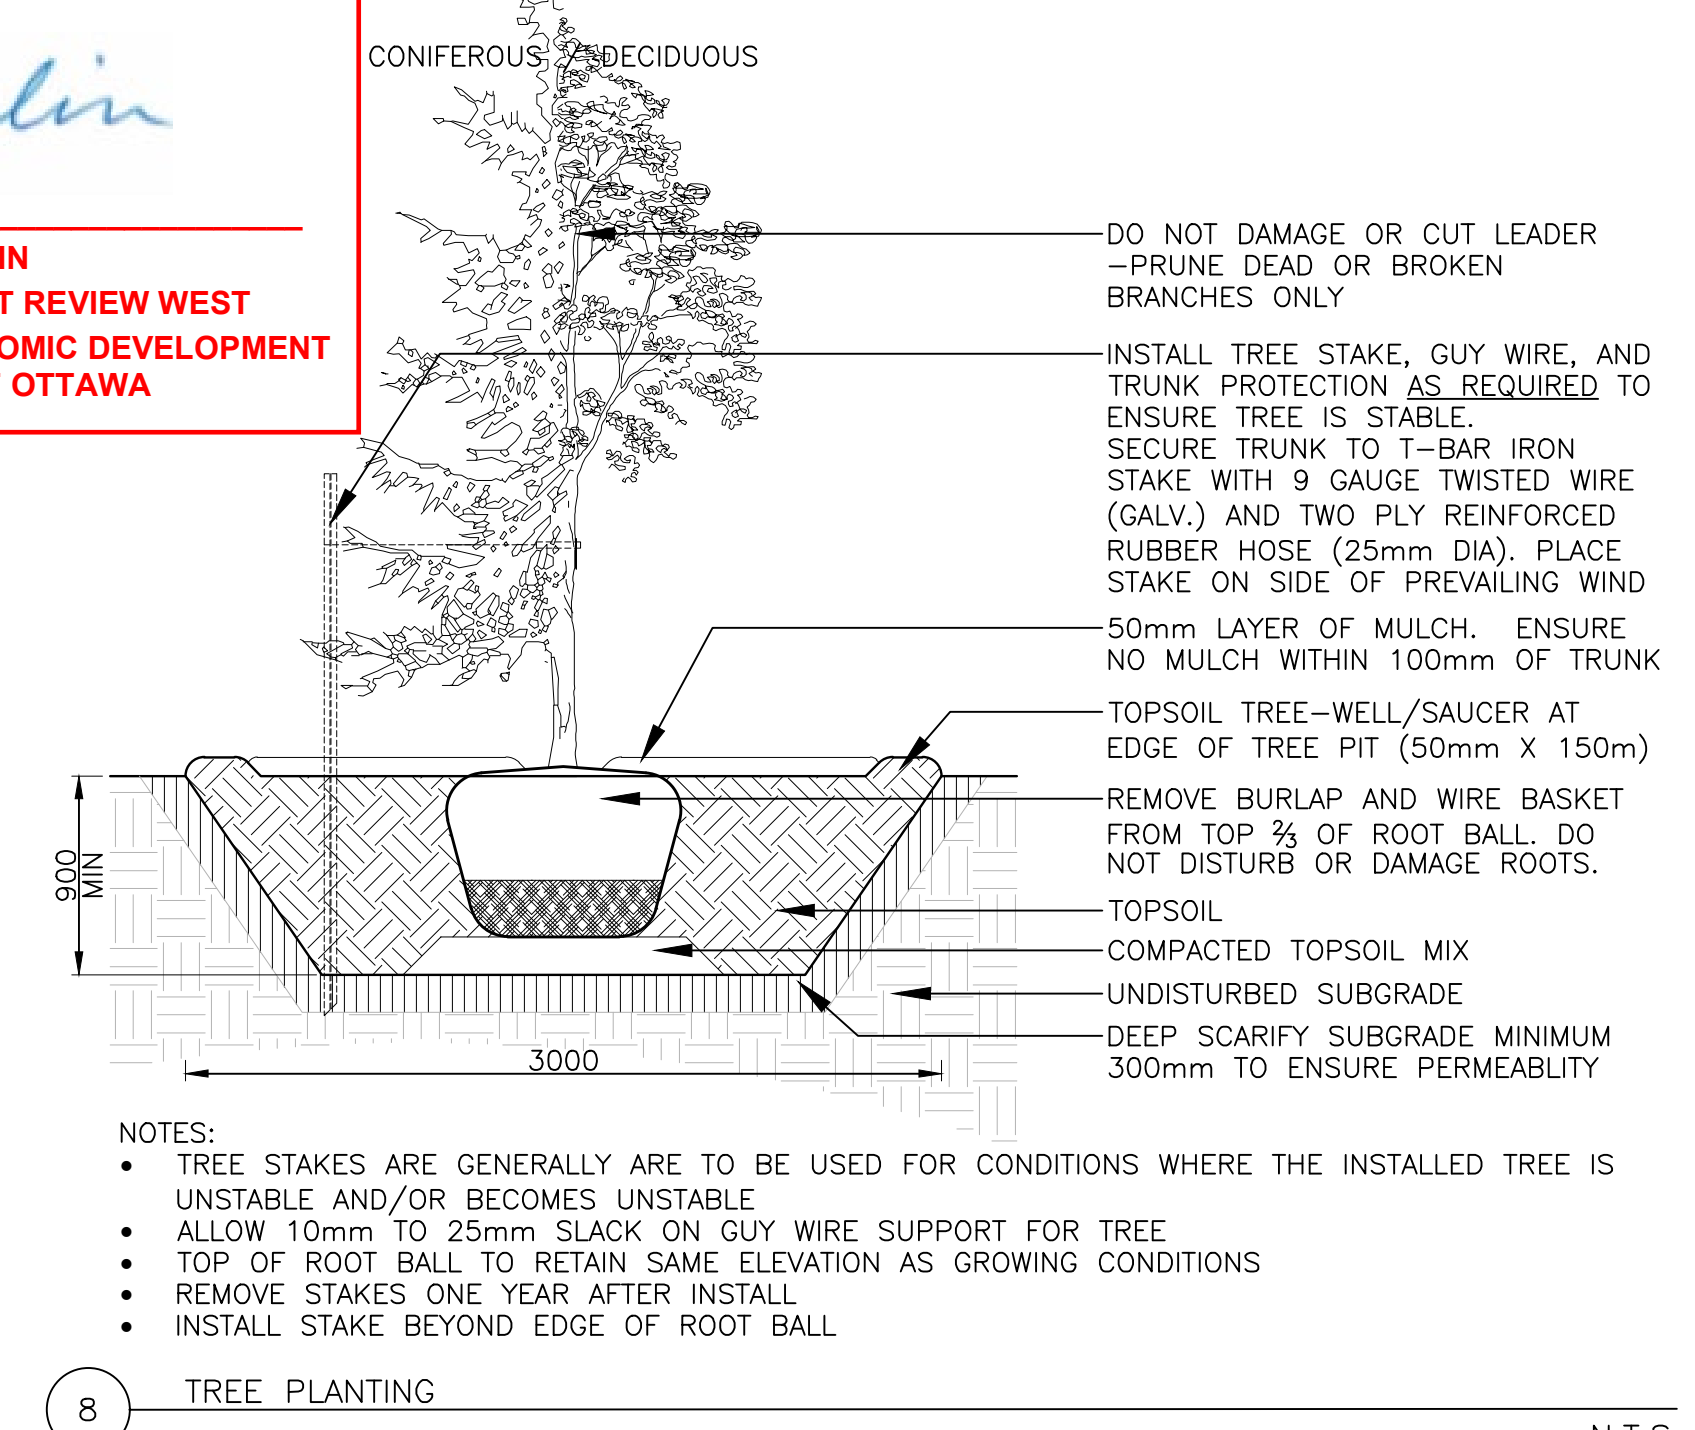 lin
IN
T REVIEW WEST
OMIC DEVELOPMENT
OTTAWA
CONIFEROUS / DECIDUOUS
DO NOT DAMAGE OR CUT LEADER
-PRUNE DEAD OR BROKEN
BRANCHES ONLY
INSTALL TREE STAKE, GUY WIRE, AND
TRUNK PROTECTION AS REQUIRED TO
ENSURE TREE IS STABLE.
SECURE TRUNK TO T-BAR IRON
STAKE WITH 9 GAUGE TWISTED WIRE
(GALV.) AND TWO PLY REINFORCED
RUBBER HOSE (25mm DIA). PLACE
STAKE ON SIDE OF PREVAILING WIND
50mm LAYER OF MULCH. ENSURE
NO MULCH WITHIN 100mm OF TRUNK
TOPSOIL TREE-WELL/SAUCER AT
EDGE OF TREE PIT (50mm X 150m)
REMOVE BURLAP AND WIRE BASKET
FROM TOP ⅔ OF ROOT BALL. DO
NOT DISTURB OR DAMAGE ROOTS.
TOPSOIL
COMPACTED TOPSOIL MIX
UNDISTURBED SUBGRADE
DEEP SCARIFY SUBGRADE MINIMUM
300mm TO ENSURE PERMEABLITY
900
MIN
3000
NOTES:
• TREE STAKES ARE GENERALLY ARE TO BE USED FOR CONDITIONS WHERE THE INSTALLED TREE IS
UNSTABLE AND/OR BECOMES UNSTABLE
• ALLOW 10mm TO 25mm SLACK ON GUY WIRE SUPPORT FOR TREE
• TOP OF ROOT BALL TO RETAIN SAME ELEVATION AS GROWING CONDITIONS
• REMOVE STAKES ONE YEAR AFTER INSTALL
• INSTALL STAKE BEYOND EDGE OF ROOT BALL
8
TREE PLANTING